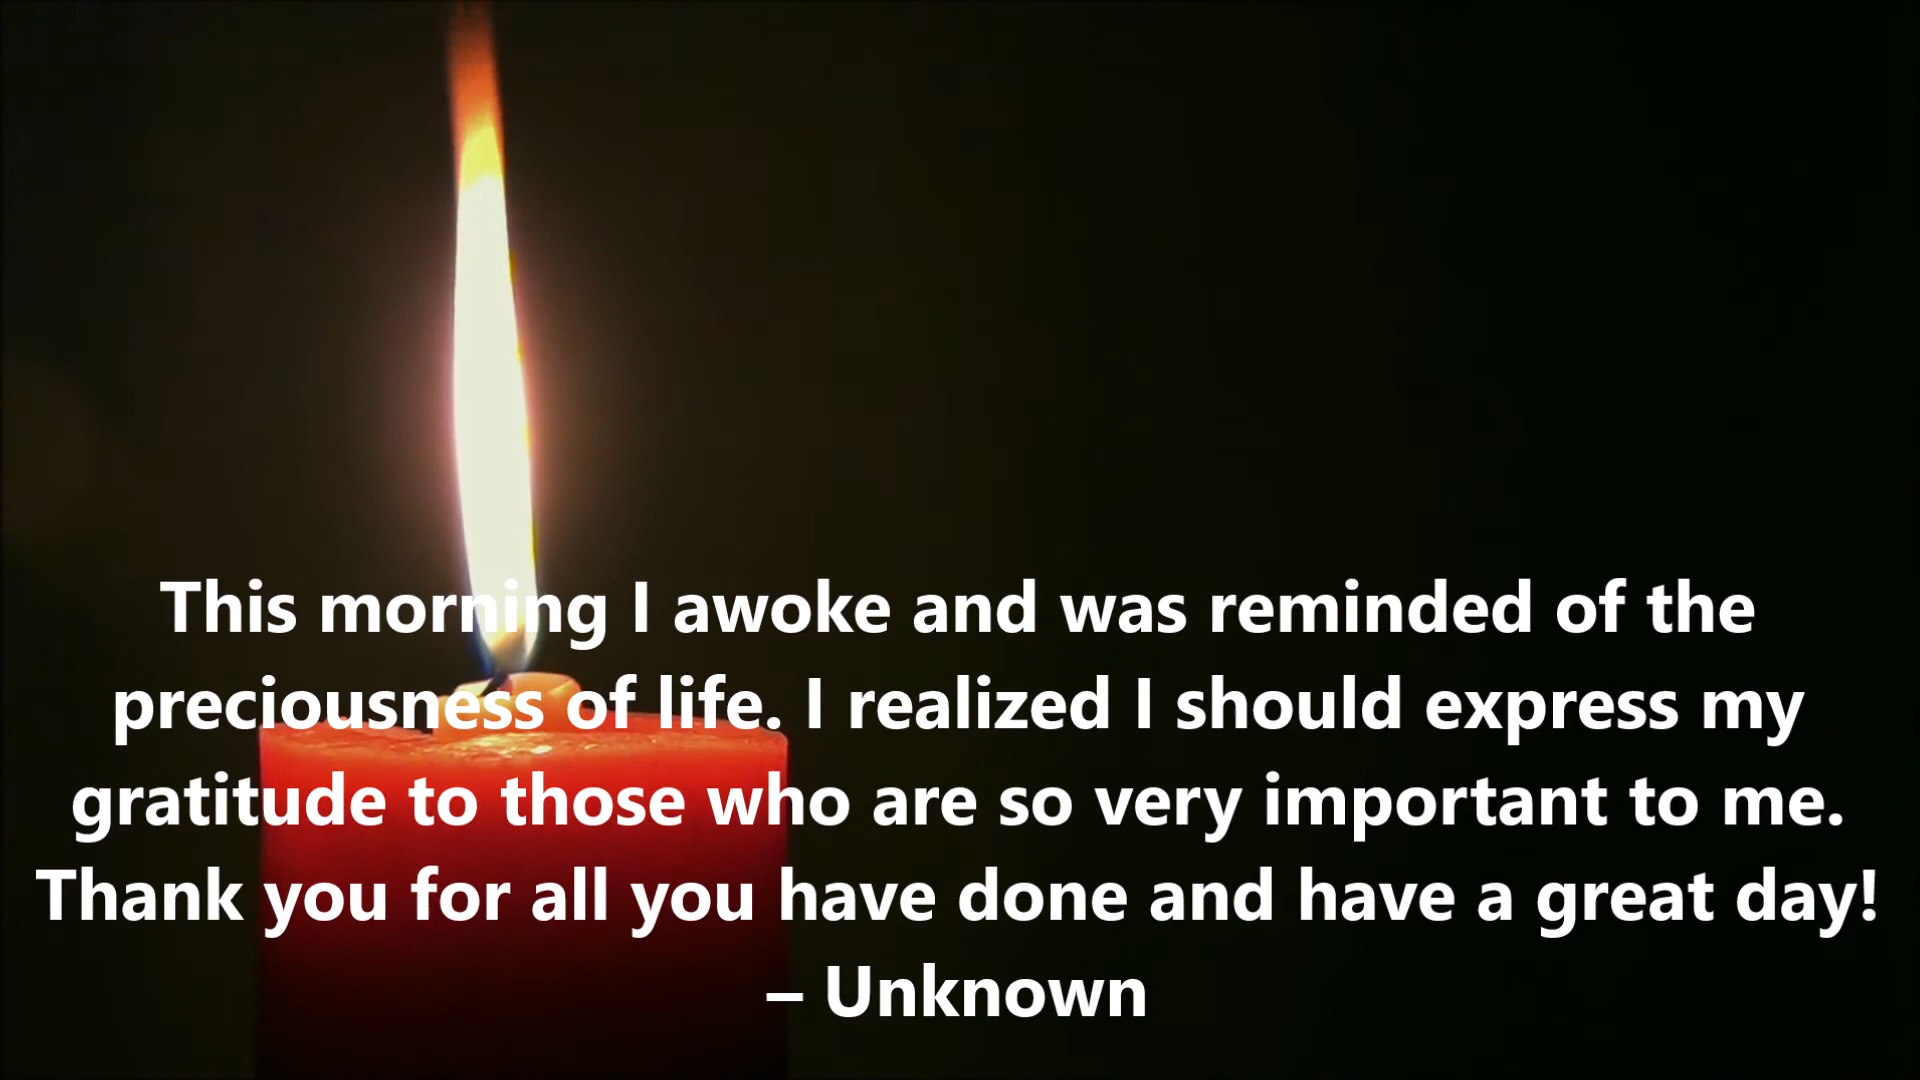 This morning I awoke and was reminded of the
preciousness of life. I realized I should express my
gratitude to those who are so very important to me.
Thank you for all you have done and have a great day!
– Unknown